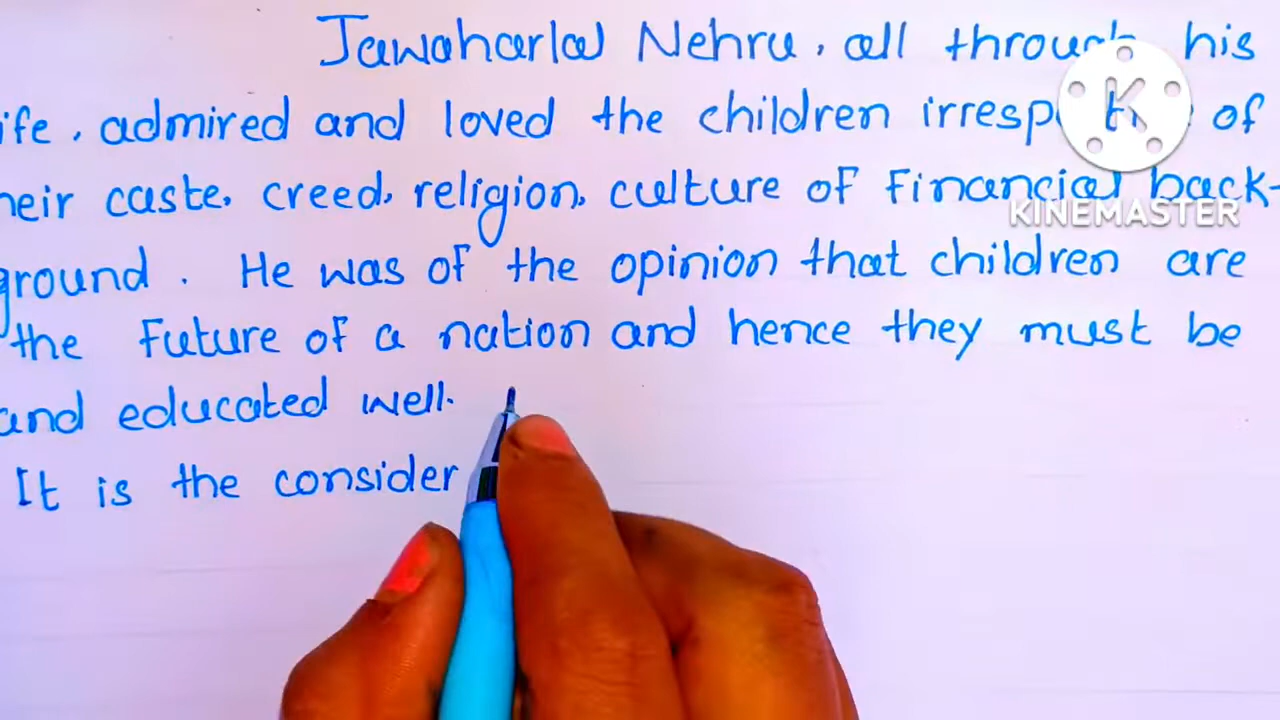 Jawaharlal Nehru, all through his
ife, admired and loved the children irrespective of
heir caste, creed, religion, culture of Financial back-
ground. He was of the opinion that children are
the Future of a nation and hence they must be
and educated well.
It is the consider
KINEMASTER